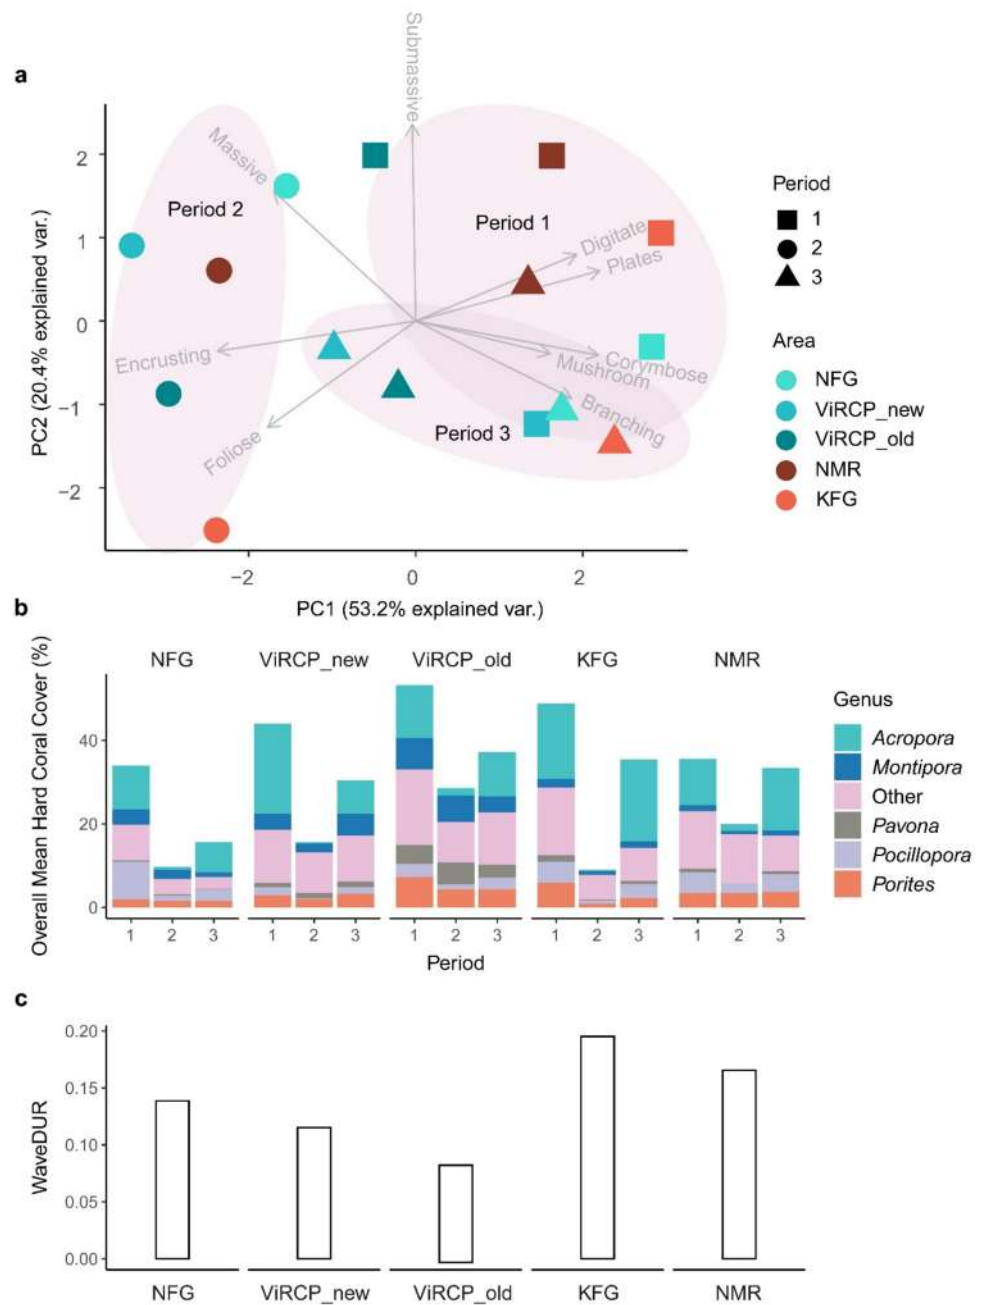 Submassive
a
Massive
Period 2
Period 1
Digitate
Plates
Encrusting
Mushroom
Corymbose
Foliose
Period 3
Branching
2
1
0
−1
−2
PC2 (20.4% explained var.)
−2
0
2
PC1 (53.2% explained var.)
Period
1
2
3
Area
NFG
ViRCP_new
ViRCP_old
NMR
KFG
b
NFG
ViRCP_new
ViRCP_old
KFG
NMR
Overall Mean Hard Coral Cover (%)
40
20
0
1 2 3
1 2 3
1 2 3
1 2 3
1 2 3
Period
Genus
Acropora
Montipora
Other
Pavona
Pocillopora
Porites
c
WaveDUR
0.20
0.15
0.10
0.05
0.00
NFG
ViRCP_new
ViRCP_old
KFG
NMR